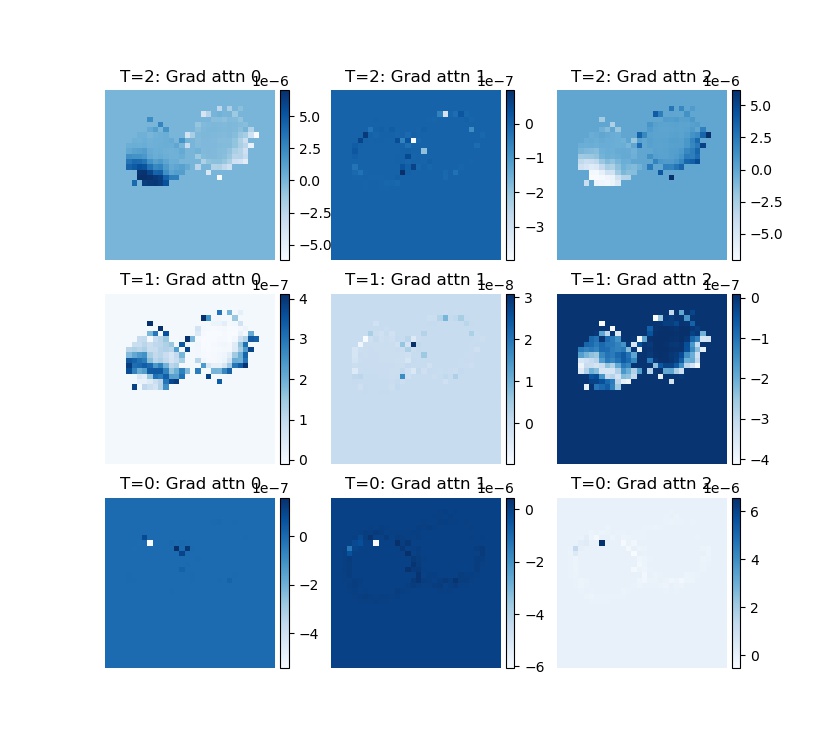 T=2: Grad attn 0
1e−6
5.0
2.5
0.0
−2.5
−5.0
T=2: Grad attn 1
1e−7
0
−1
−2
−3
T=2: Grad attn 2
1e−6
5.0
2.5
0.0
−2.5
−5.0
T=1: Grad attn 0
1e−7
4
3
2
1
0
T=1: Grad attn 1
1e−8
3
2
1
0
T=1: Grad attn 2
1e−7
0
−1
−2
−3
−4
T=0: Grad attn 0
1e−7
0
−2
−4
T=0: Grad attn 1
1e−6
0
−2
−4
−6
T=0: Grad attn 2
1e−6
6
4
2
0